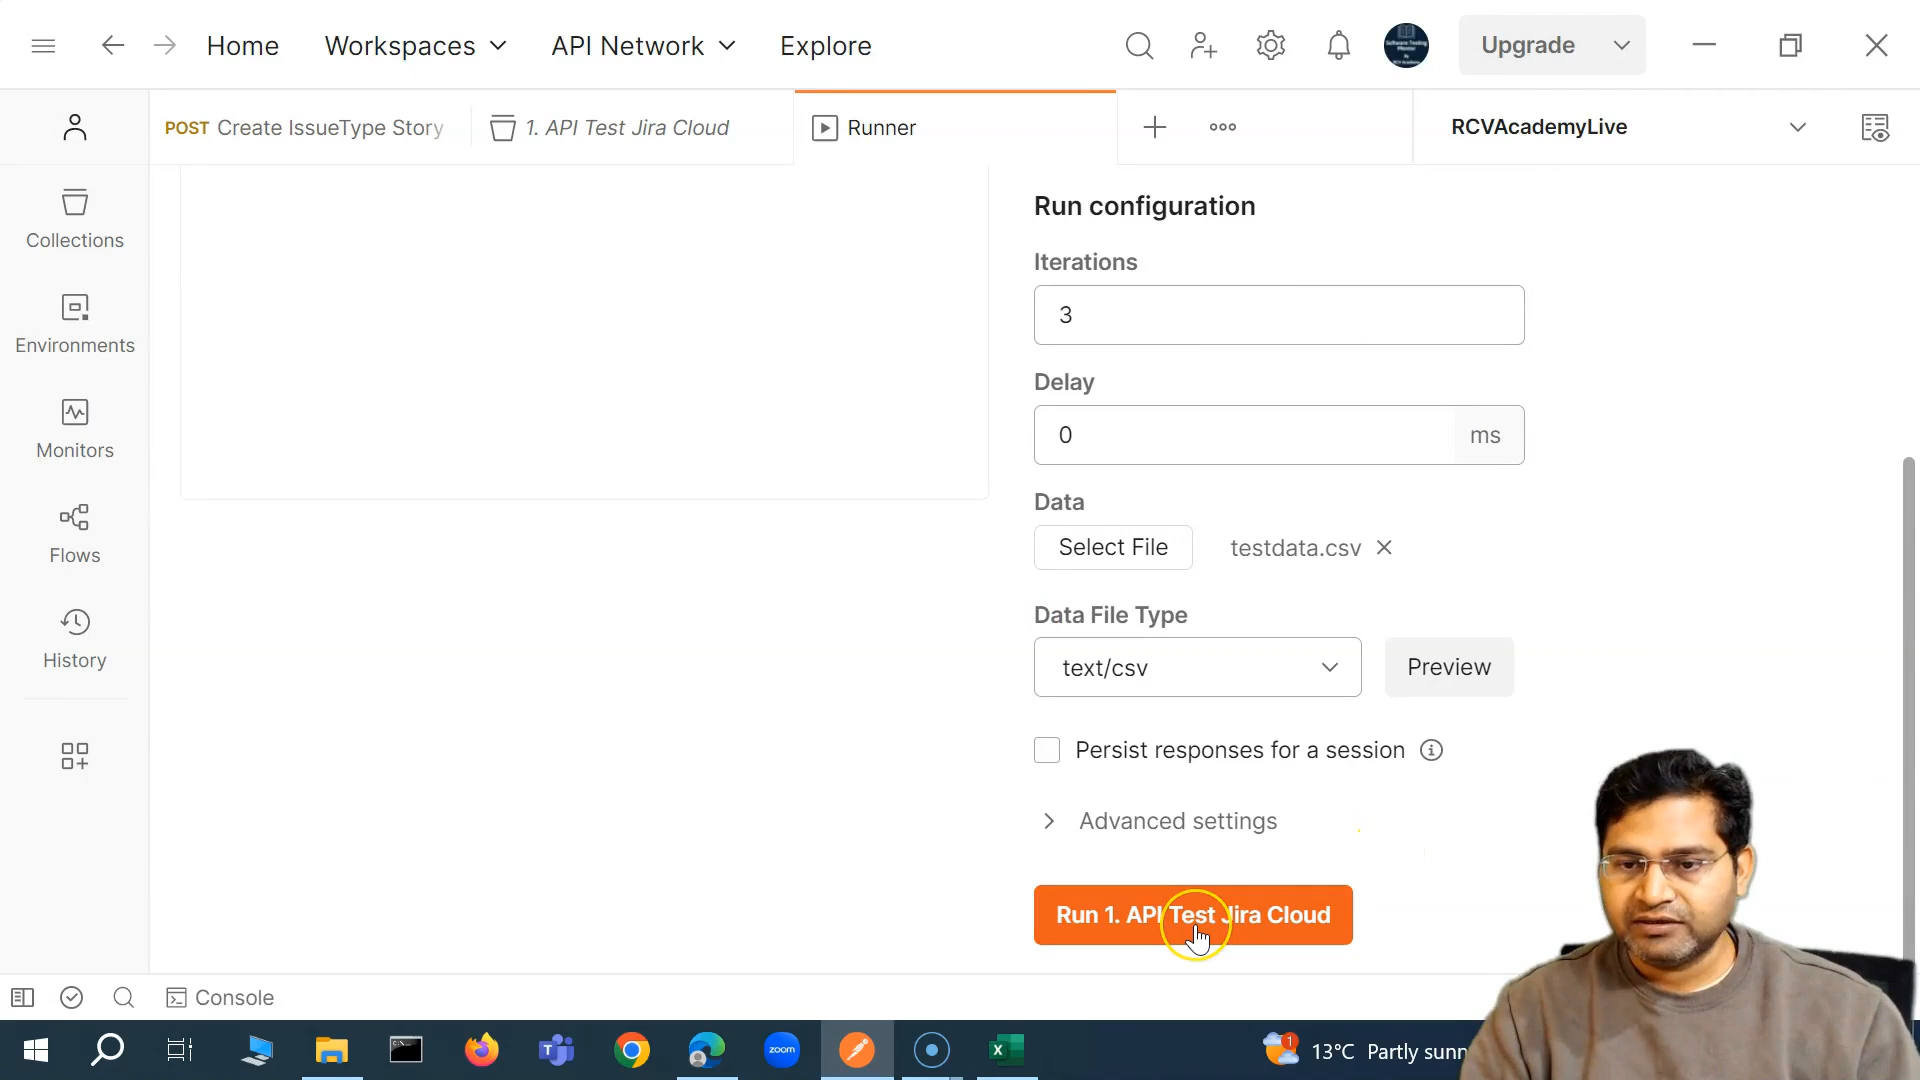 Home Workspaces API Network Explore Upgrade
POST Create IssueType Story 1. API Test Jira Cloud Runner RCVAcademyLive
Collections
Environments
Monitors
Flows
History
Run configuration
Iterations
3
Delay
0 ms
Data
Select File testdata.csv
Data File Type
text/csv Preview
Persist responses for a session
Advanced settings
Run 1. API Test Jira Cloud
Console
zoom 1 13°C Partly sunn